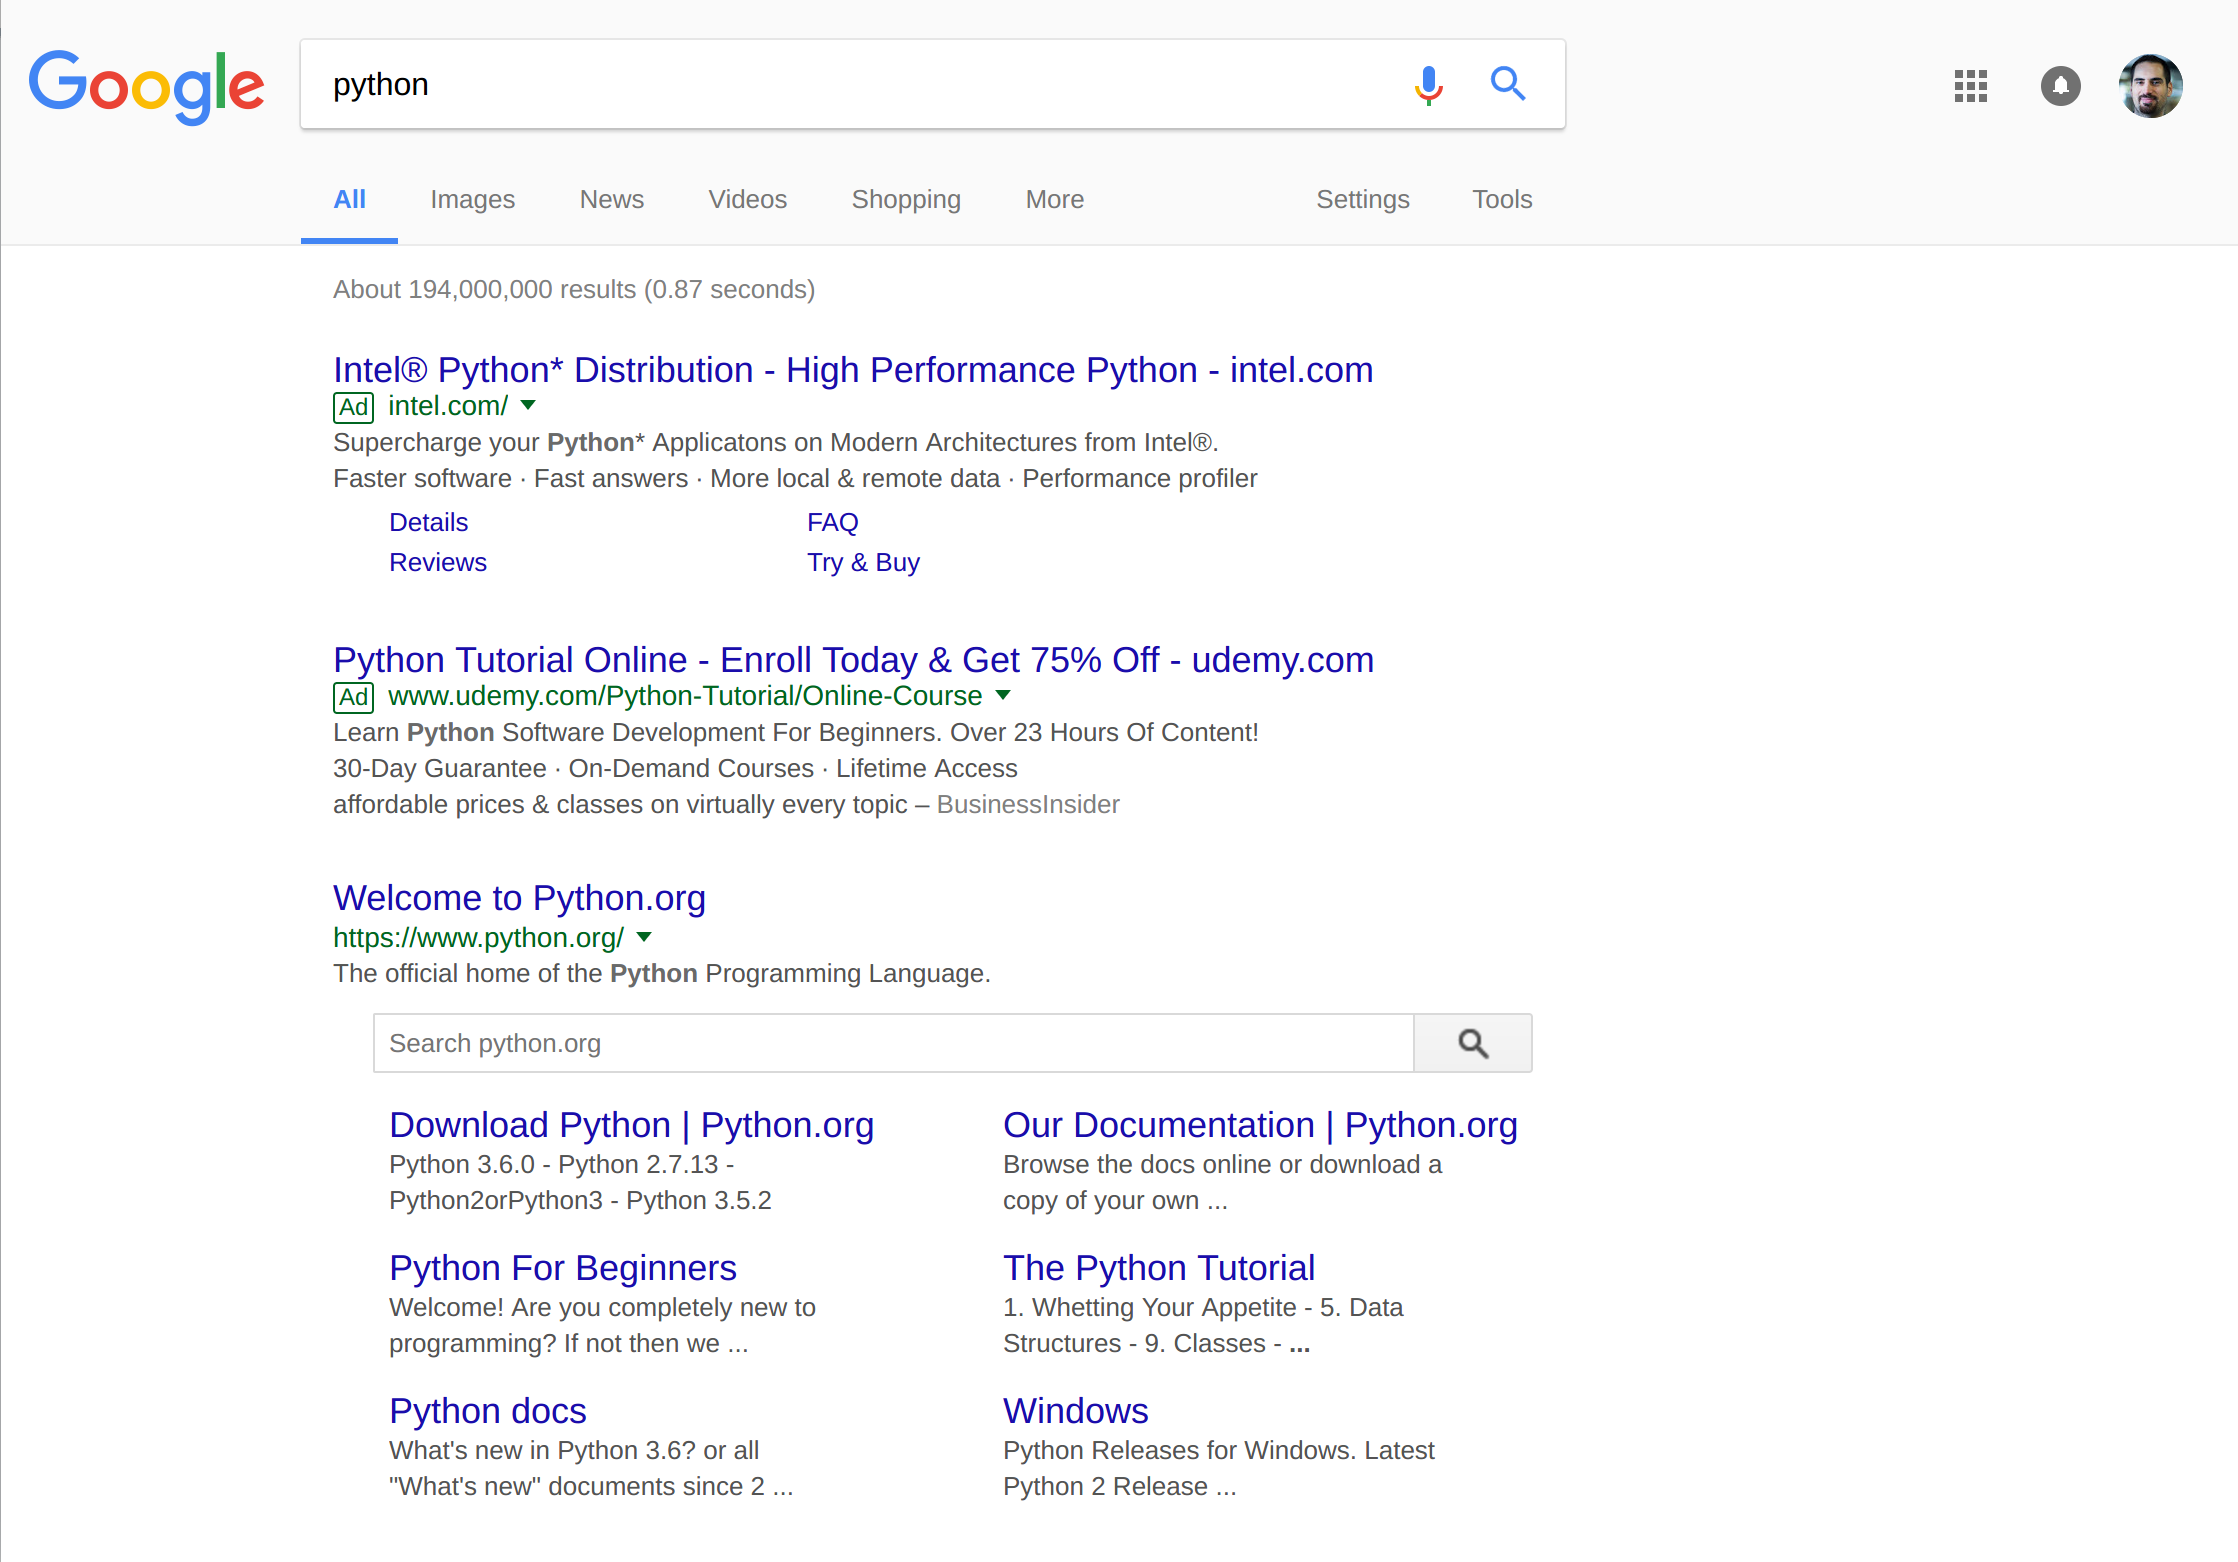 Google
python
All Images News Videos Shopping More Settings Tools
About 194,000,000 results (0.87 seconds)
Intel® Python* Distribution - High Performance Python - intel.com
Ad intel.com/
Supercharge your Python* Applicatons on Modern Architectures from Intel®.
Faster software · Fast answers · More local & remote data · Performance profiler
Details FAQ
Reviews Try & Buy
Python Tutorial Online - Enroll Today & Get 75% Off - udemy.com
Ad www.udemy.com/Python-Tutorial/Online-Course
Learn Python Software Development For Beginners. Over 23 Hours Of Content!
30-Day Guarantee · On-Demand Courses · Lifetime Access
affordable prices & classes on virtually every topic – BusinessInsider
Welcome to Python.org
https://www.python.org/
The official home of the Python Programming Language.
Search python.org
Download Python | Python.org
Python 3.6.0 - Python 2.7.13 -
Python2orPython3 - Python 3.5.2
Our Documentation | Python.org
Browse the docs online or download a
copy of your own ...
Python For Beginners
Welcome! Are you completely new to
programming? If not then we ...
The Python Tutorial
1. Whetting Your Appetite - 5. Data
Structures - 9. Classes - ...
Python docs
What's new in Python 3.6? or all
"What's new" documents since 2 ...
Windows
Python Releases for Windows. Latest
Python 2 Release ...